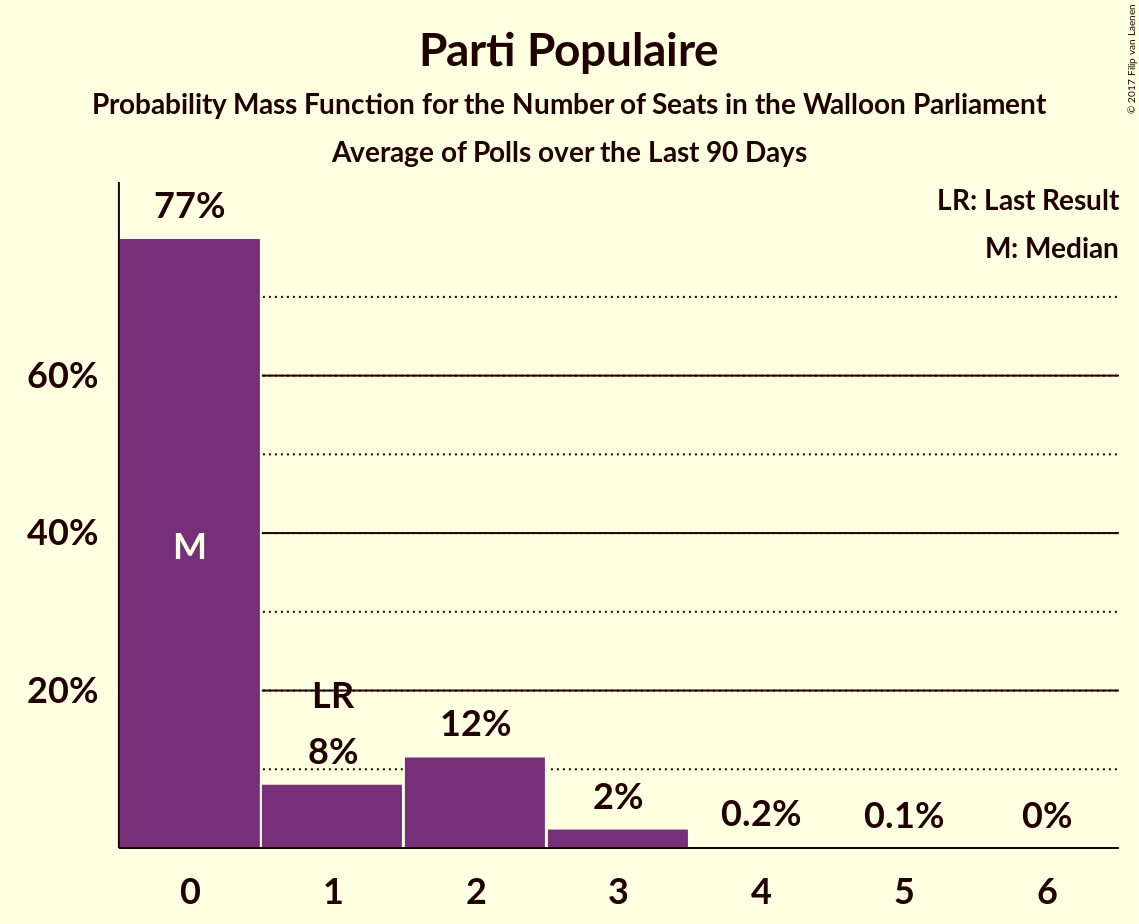 Parti Populaire
Probability Mass Function for the Number of Seats in the Walloon Parliament
Average of Polls over the Last 90 Days
© 2017 Filip van Laenen
LR: Last Result
M: Median
77%
60%
40%
20%
M
LR
8%
12%
2%
0.2%
0.1%
0%
0 1 2 3 4 5 6